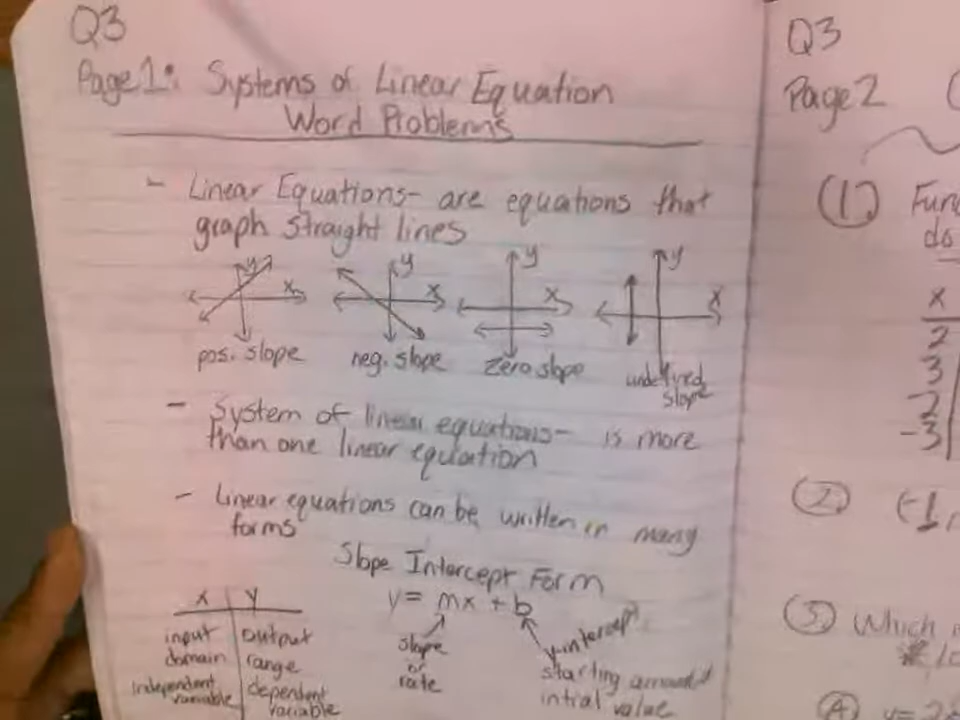 Q3
Page 1: Systems of Linear Equation
Word Problems
- Linear Equations- are equations that
graph straight lines
y x y x y x y x
pos. slope neg. slope zero slope undefined
slope
- System of linear equations- is more
than one linear equation
- Linear equations can be written in many
forms
Slope Intercept Form
y = mx + b
slope
or
rate
y-intercept
starting amount
intial value
x y
input output
domain range
independent dependent
variable variable
Q3
Page 2
(1)
do
x
2
3
-3
(2) (-1,
(3) Which
(4)